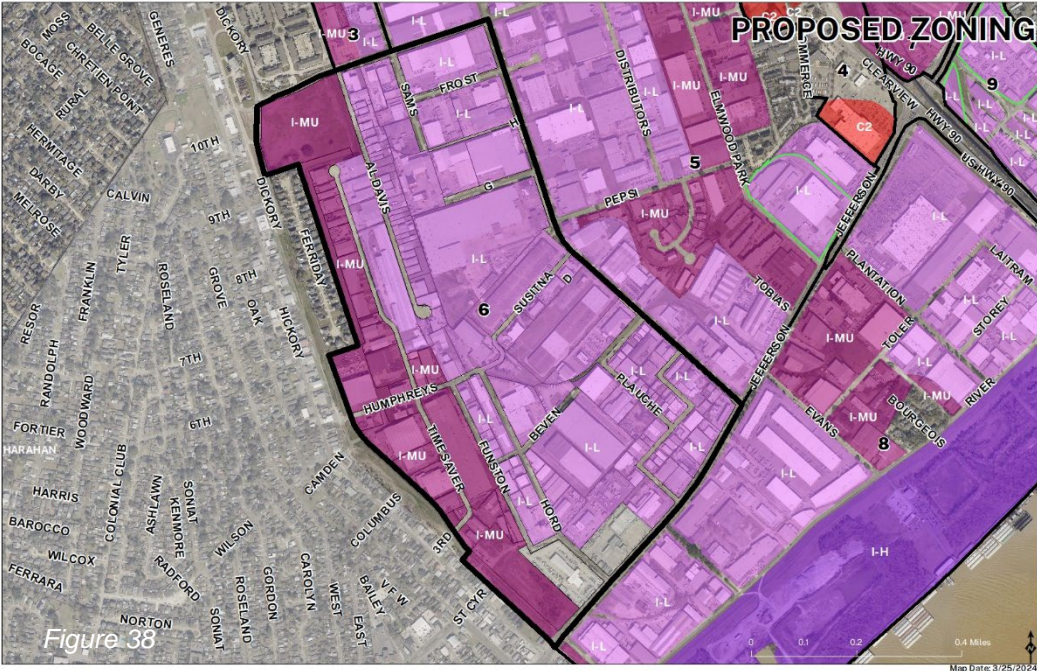 PROPOSED ZONING
MOSS
BELLE GROVE
BOCAGE
CHRETIEN POINT
RURAL
HERMITAGE
DARBY
MELROSE
GENERES
DICKORY
10TH
CALVIN
9TH
DICKORY
FERRIDAY
8TH
TYLER
FRANKLIN
ROSELAND
GROVE
OAK
HICKORY
RESOR
RANDOLPH
WOODWARD
7TH
6TH
FORTIER
HARAHAN
COLONIAL CLUB
HARRIS
BAROCCO
WILCOX
FERRARA
NORTON
ASHLAWN
SONIAT
KENMORE
RADFORD
WILSON
SONIAT
ROSELAND
GORDON
CAROLYN
WEST
EAST
BAILEY
V F W
CAMDEN
COLUMBUS
3RD
ST CYR
I-MU
3
I-L
I-L
I-L
SAMS
FROST
I-L
H
G
I-MU
AL DAVIS
I-MU
I-L
6
SUSITNA
D
I-MU
HUMPHREYS
I-MU
TIMESAVER
FUNSTON
I-L
BEVEN
PLAUCHE
I-L
I-L
I-L
I-L
I-L
HORD
I-MU
DISTRIBUTORS
I-L
I-MU
I-MU
ELMWOOD PARK
5
PEPSI
I-MU
TOBIAS
I-L
C2
C2
4
CLEARVIEW
HWY 90
HWY 90
US HWY 90
I-MU
7
I-L
9
I-L
I-L
I-L
I-L
C2
I-L
JEFFERSON
JEFFERSON
I-L
PLANTATION
LAITRAM
I-L
STOREY
I-L
TOLER
I-MU
I-L
I-MU
RIVER
BOURGEOIS
I-MU
8
EVANS
I-L
I-L
I-L
I-H
Figure 38
0 0.1 0.2 0.4 Miles
Map Date: 3/25/2024